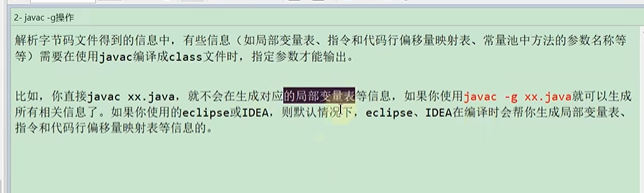 2- javac -g操作
解析字节码文件得到的信息中，有些信息（如局部变量表、指令和代码行偏移量映射表、常量池中方法的参数名称等
等）需要在使用javac编译成class文件时，指定参数才能输出。
比如，你直接javac xx.java，就不会在生成对应的局部变量表等信息，如果你使用javac -g xx.java就可以生成
所有相关信息了。如果你使用的eclipse或IDEA，则默认情况下，eclipse、IDEA在编译时会帮你生成局部变量表、
指令和代码行偏移量映射表等信息的。